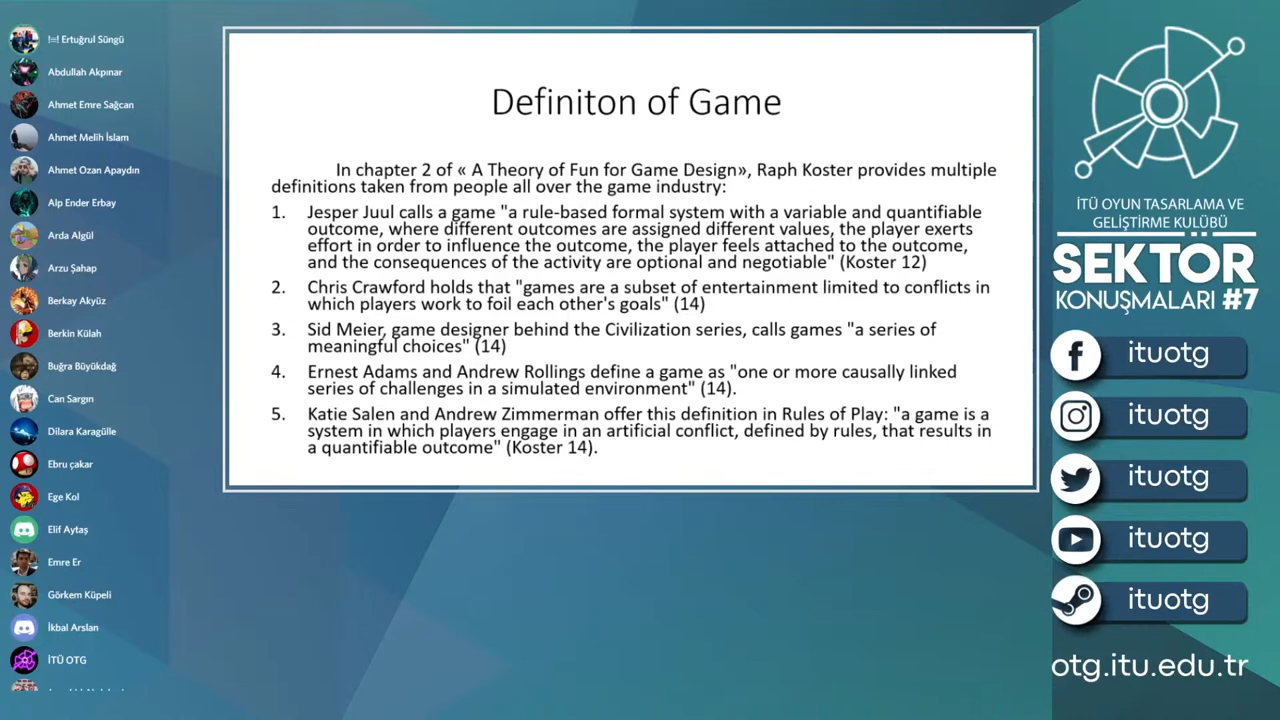 !=! Ertuğrul Süngü
Abdullah Akpınar
Ahmet Emre Sağcan
Ahmet Melih İslam
Ahmet Ozan Apaydın
Alp Ender Erbay
Arda Algül
Arzu Şahap
Berkay Akyüz
Berkin Külah
Buğra Büyükdağ
Can Sargın
Dilara Karagülle
Ebru çakar
Ege Kol
Elif Aytaş
Emre Er
Görkem Küpeli
İkbal Arslan
İTÜ OTG
Definiton of Game
In chapter 2 of « A Theory of Fun for Game Design», Raph Koster provides multiple
definitions taken from people all over the game industry:
1. Jesper Juul calls a game "a rule-based formal system with a variable and quantifiable
outcome, where different outcomes are assigned different values, the player exerts
effort in order to influence the outcome, the player feels attached to the outcome,
and the consequences of the activity are optional and negotiable" (Koster 12)
2. Chris Crawford holds that "games are a subset of entertainment limited to conflicts in
which players work to foil each other's goals" (14)
3. Sid Meier, game designer behind the Civilization series, calls games "a series of
meaningful choices" (14)
4. Ernest Adams and Andrew Rollings define a game as "one or more causally linked
series of challenges in a simulated environment" (14).
5. Katie Salen and Andrew Zimmerman offer this definition in Rules of Play: "a game is a
system in which players engage in an artificial conflict, defined by rules, that results in
a quantifiable outcome" (Koster 14).
İTÜ OYUN TASARLAMA VE
GELİŞTİRME KULÜBÜ
SEKTÖR
KONUŞMALARI #7
ituotg
ituotg
ituotg
ituotg
ituotg
otg.itu.edu.tr